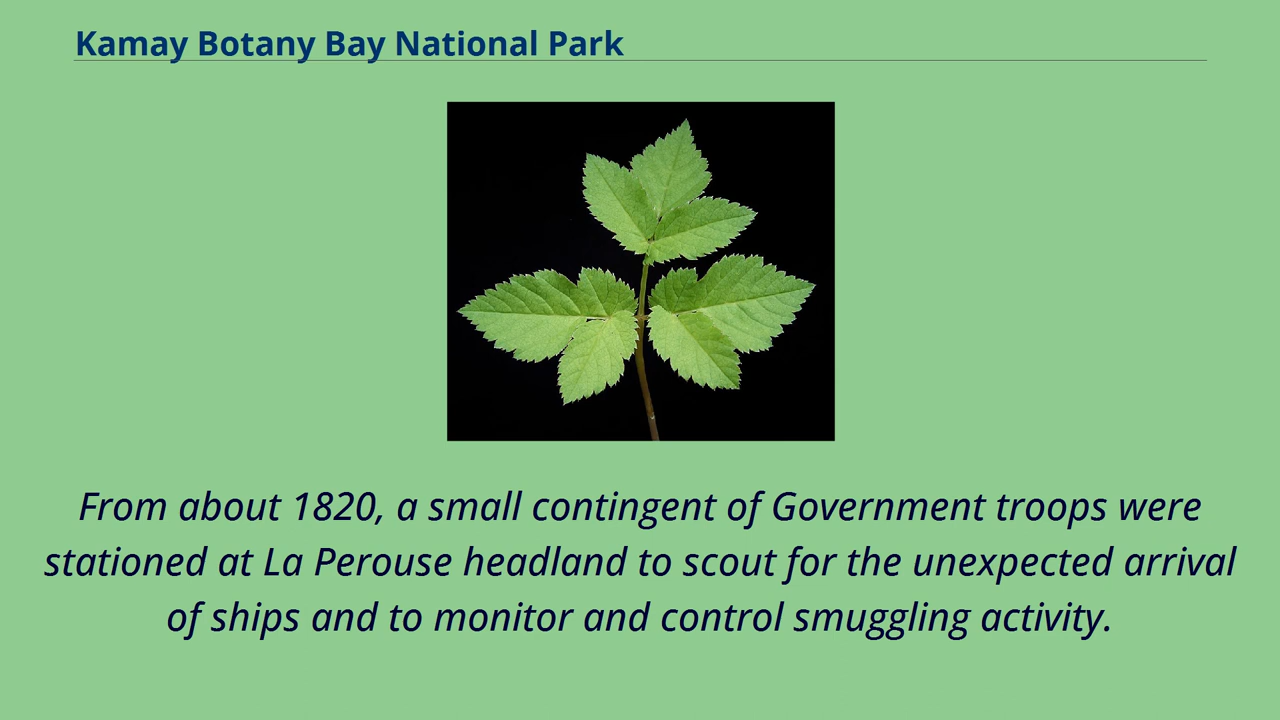 Kamay Botany Bay National Park
From about 1820, a small contingent of Government troops were
stationed at La Perouse headland to scout for the unexpected arrival
of ships and to monitor and control smuggling activity.